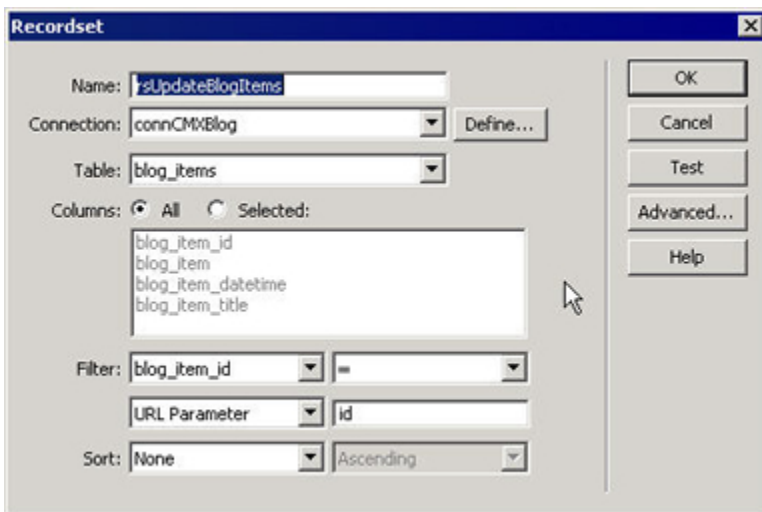 Recordset
Name: rsUpdateBlogItems
OK
Connection: connCMXBlog Define...
Cancel
Table: blog_items
Test
Columns: All Selected:
Advanced...
blog_item_id
blog_item
blog_item_datetime
blog_item_title
Help
Filter: blog_item_id =
URL Parameter id
Sort: None Ascending